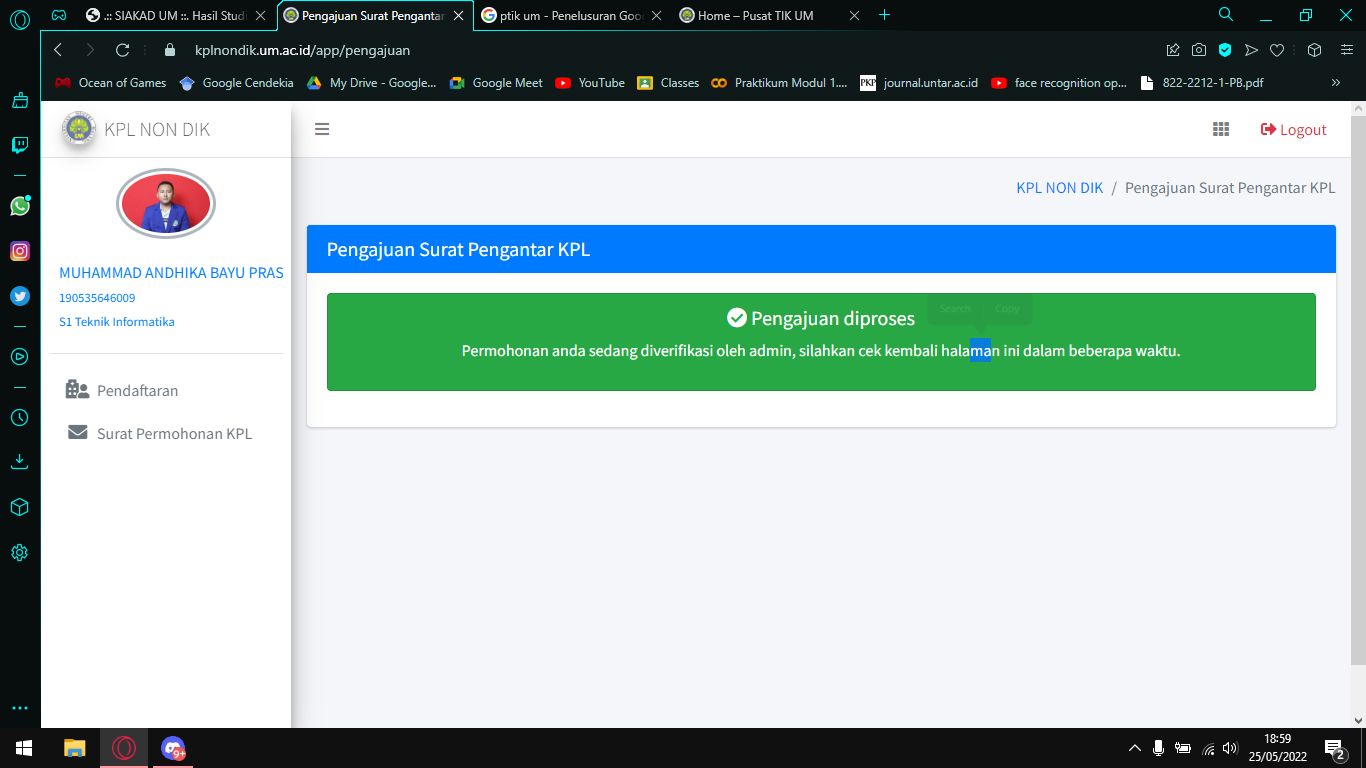 .:: SIAKAD UM ::. Hasil Studi
Pengajuan Surat Pengantar
ptik um - Penelusuran Goo
Home – Pusat TIK UM
kplnondik.um.ac.id/app/pengajuan
Ocean of Games
Google Cendekia
My Drive - Google...
Google Meet
YouTube
Classes
Praktikum Modul 1....
PKP
journal.untar.ac.id
face recognition op...
822-2212-1-PB.pdf
»
KPL NON DIK
Logout
KPL NON DIK / Pengajuan Surat Pengantar KPL
MUHAMMAD ANDHIKA BAYU PRAS
190535646009
S1 Teknik Informatika
Pendaftaran
Surat Permohonan KPL
Pengajuan Surat Pengantar KPL
Search
Copy
Pengajuan diproses
Permohonan anda sedang diverifikasi oleh admin, silahkan cek kembali halaman ini dalam beberapa waktu.
9+
18:59
25/05/2022
2